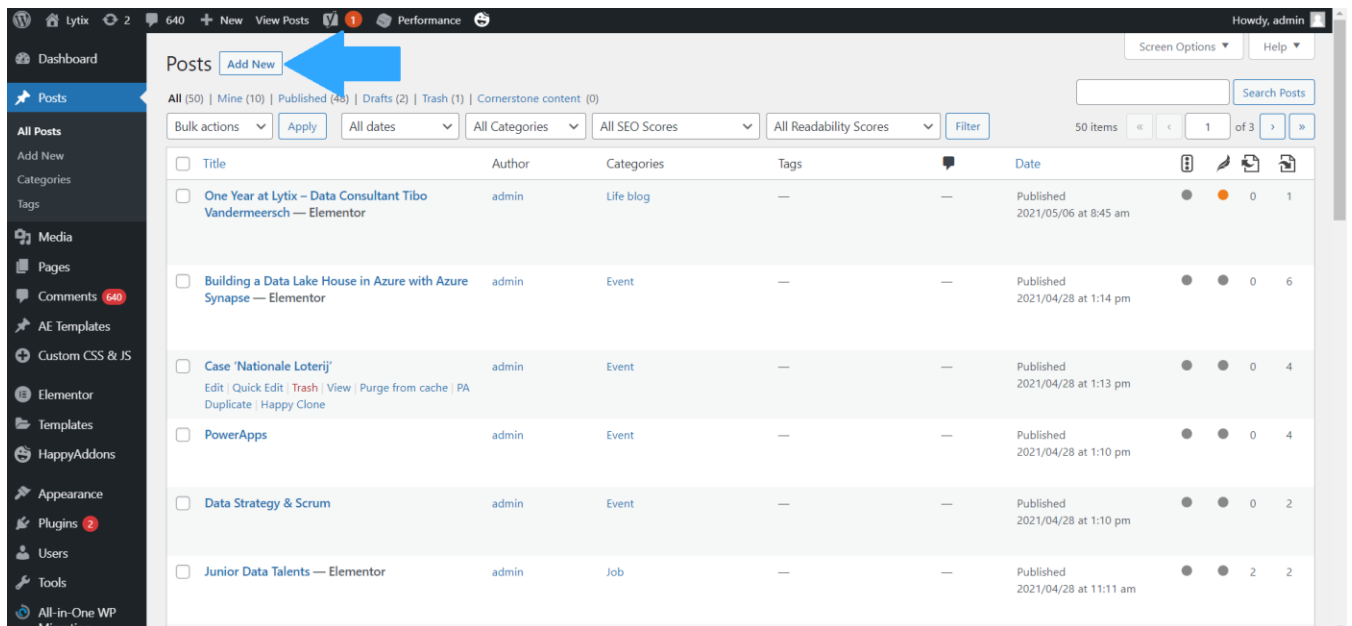 Lytix 2 640 New View Posts 1 Performance Howdy, admin
Dashboard
Posts
All Posts
Add New
Categories
Tags
Media
Pages
Comments 640
AE Templates
Custom CSS & JS
Elementor
Templates
HappyAddons
Appearance
Plugins 2
Users
Tools
All-in-One WP
Screen Options ▼ Help ▼
Posts Add New
All (50) | Mine (10) | Published (48) | Drafts (2) | Trash (1) | Cornerstone content (0)
Search Posts
Bulk actions Apply All dates All Categories All SEO Scores All Readability Scores Filter 50 items « ‹ 1 of 3 › »
Title Author Categories Tags Date
One Year at Lytix – Data Consultant Tibo admin Life blog — — Published 0 1
Vandermeersch — Elementor 2021/05/06 at 8:45 am
Building a Data Lake House in Azure with Azure admin Event — — Published 0 6
Synapse — Elementor 2021/04/28 at 1:14 pm
Case 'Nationale Loterij' admin Event — — Published 0 4
Edit | Quick Edit | Trash | View | Purge from cache | PA 2021/04/28 at 1:13 pm
Duplicate | Happy Clone
PowerApps admin Event — — Published 0 4
2021/04/28 at 1:10 pm
Data Strategy & Scrum admin Event — — Published 0 2
2021/04/28 at 1:10 pm
Junior Data Talents — Elementor admin Job — — Published 2 2
2021/04/28 at 11:11 am